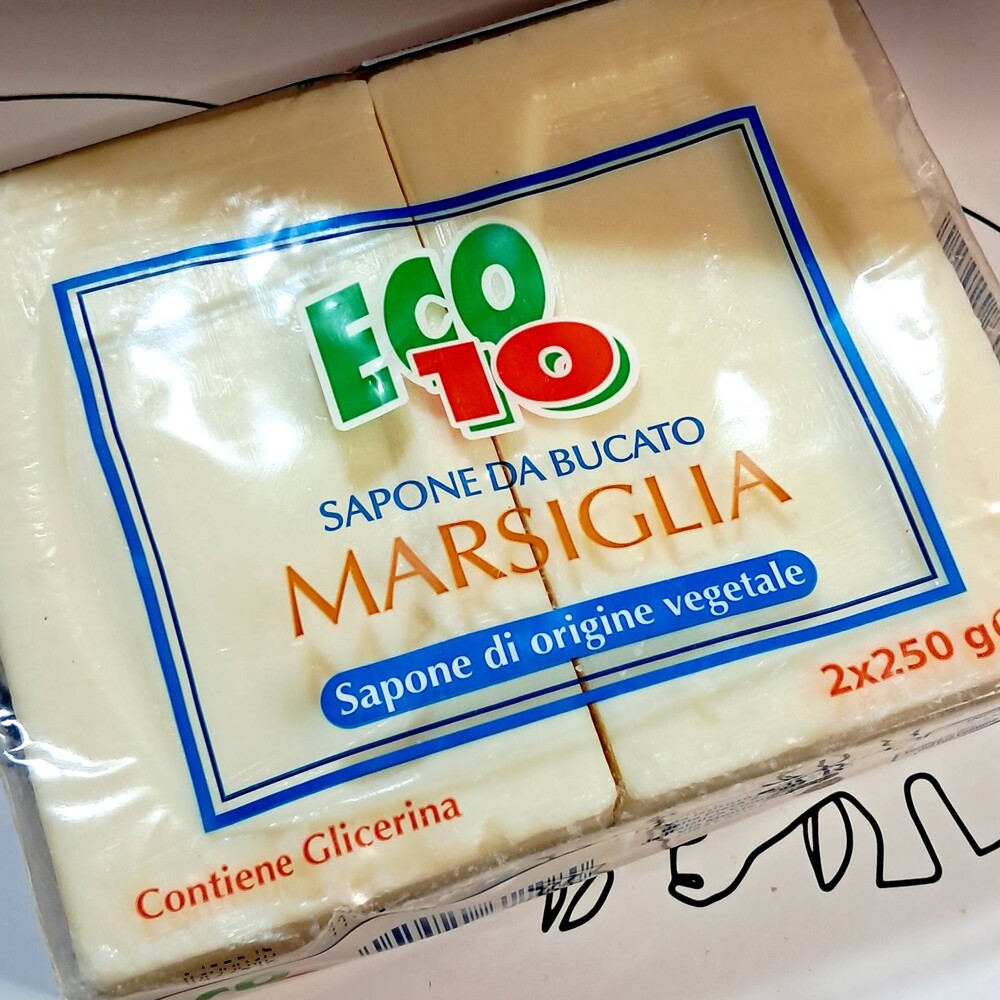 ECO
10
SAPONE DA BUCATO
MARSIGLIA
Sapone di origine vegetale
2x250 g
Contiene Glicerina